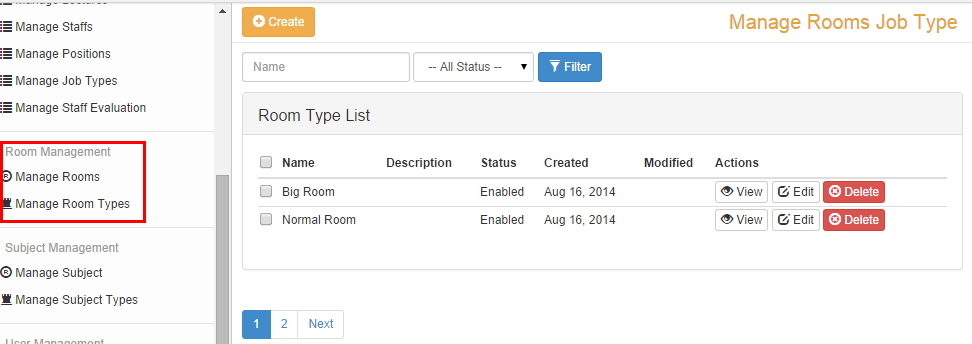 Manage Lectures
Manage Staffs
Manage Positions
Manage Job Types
Manage Staff Evaluation
Room Management
Manage Rooms
Manage Room Types
Subject Management
Manage Subject
Manage Subject Types
User Management
Create
Manage Rooms Job Type
Name
-- All Status --
Filter
Room Type List
Name Description Status Created Modified Actions
Big Room Enabled Aug 16, 2014 View Edit Delete
Normal Room Enabled Aug 16, 2014 View Edit Delete
1 2 Next